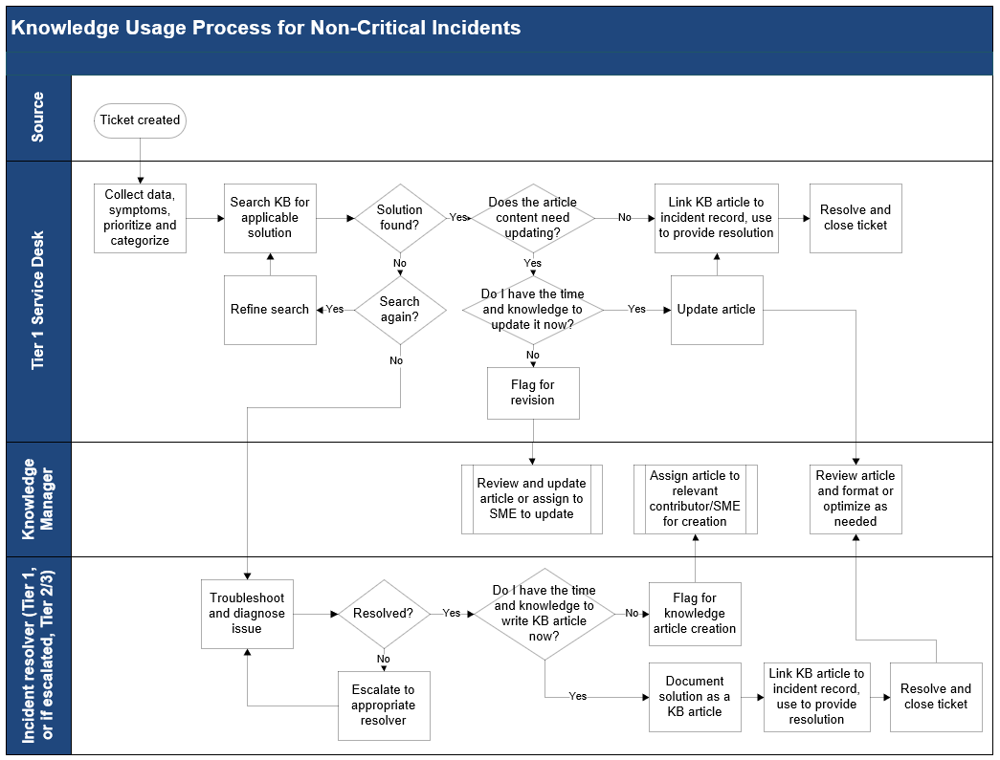 Knowledge Usage Process for Non-Critical Incidents
Source
Ticket created
Tier 1 Service Desk
Collect data,
symptoms,
prioritize and
categorize
Search KB for
applicable
solution
Solution
found?
Yes
Does the article
content need
updating?
No
Link KB article to
incident record, use
to provide resolution
Resolve and
close ticket
No
Yes
Refine search
Yes
Search
again?
Do I have the time
and knowledge to
update it now?
Yes
Update article
No
No
Flag for
revision
Knowledge
Manager
Review and update
article or assign to
SME to update
Assign article to
relevant
contributor/SME
for creation
Review article
and format or
optimize as
needed
Incident resolver (Tier 1,
or if escalated, Tier 2/3)
Troubleshoot
and diagnose
issue
Resolved?
Yes
Do I have the time
and knowledge to
write KB article
now?
No
Flag for
knowledge
article creation
No
Escalate to
appropriate
resolver
Yes
Document
solution as a
KB article
Link KB article to
incident record,
use to provide
resolution
Resolve and
close ticket